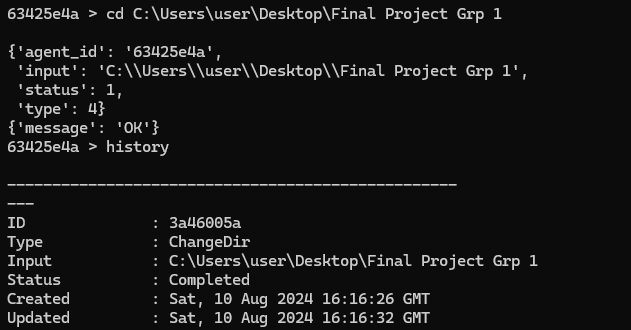 63425e4a > cd C:\Users\user\Desktop\Final Project Grp 1
{'agent_id': '63425e4a',
'input': 'C:\\Users\\user\\Desktop\\Final Project Grp 1',
'status': 1,
'type': 4}
{'message': 'OK'}
63425e4a > history
--------------------------------------------------
---
ID : 3a46005a
Type : ChangeDir
Input : C:\Users\user\Desktop\Final Project Grp 1
Status : Completed
Created : Sat, 10 Aug 2024 16:16:26 GMT
Updated : Sat, 10 Aug 2024 16:16:32 GMT